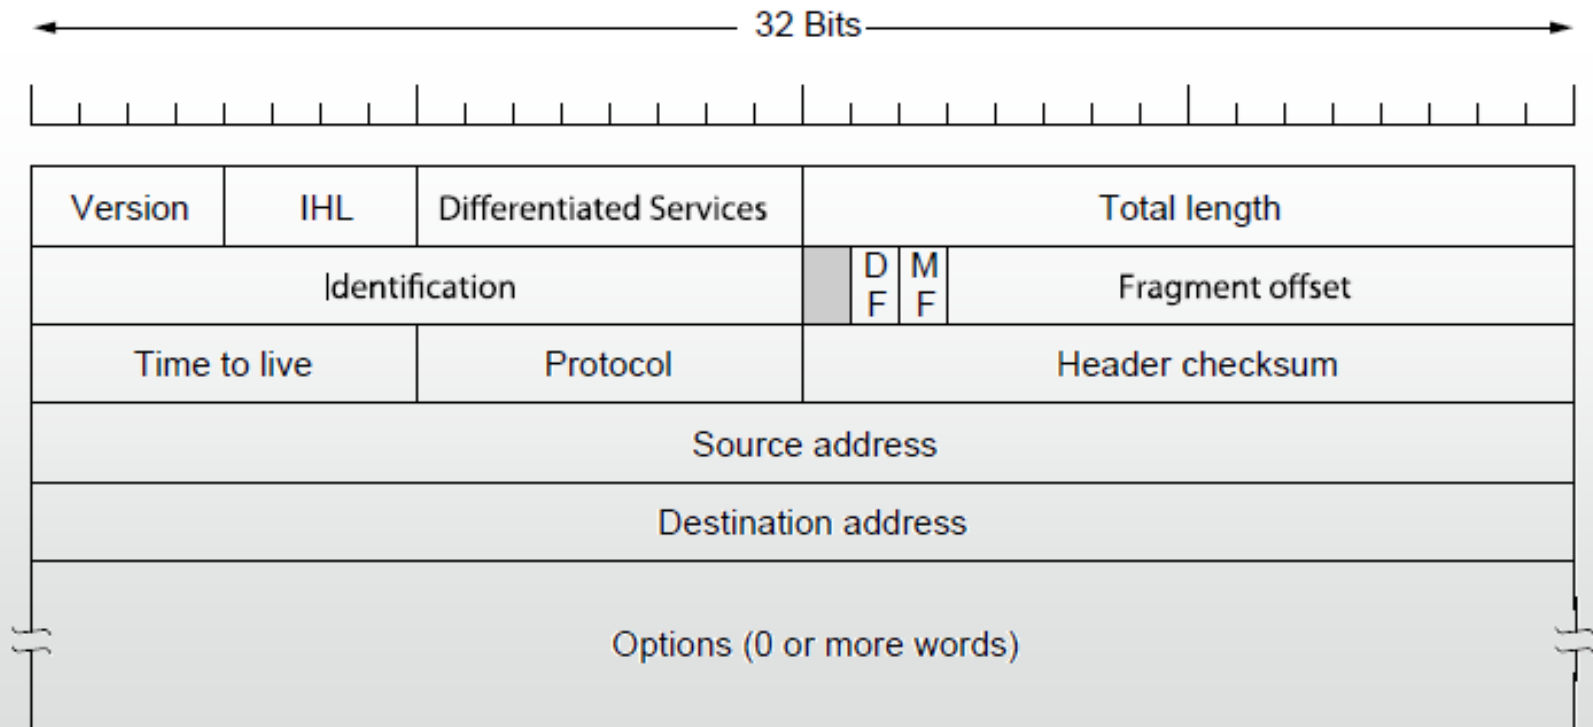 32 Bits
Version IHL Differentiated Services Total length
Identification D F M F Fragment offset
Time to live Protocol Header checksum
Source address
Destination address
Options (0 or more words)